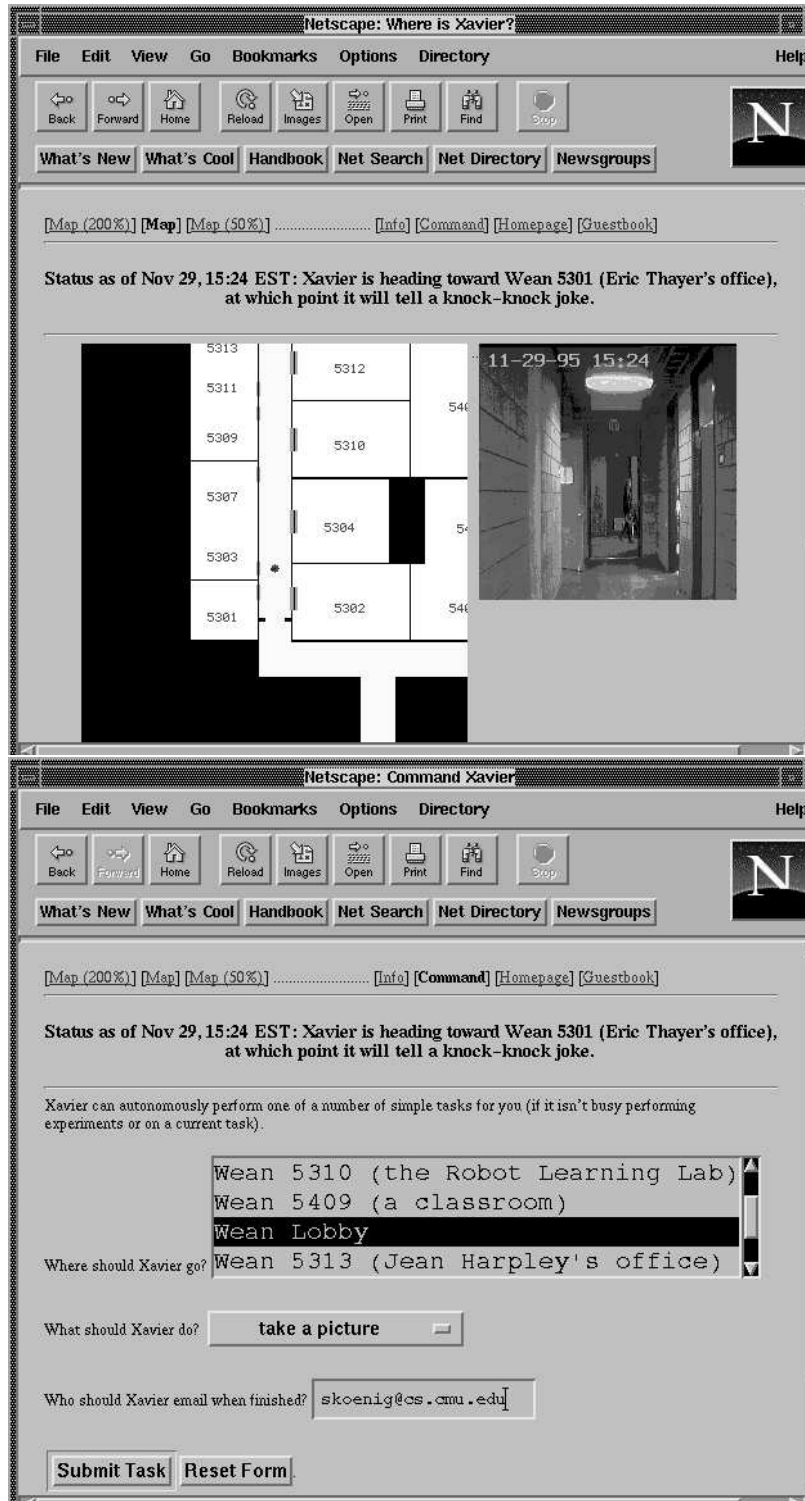 Netscape: Where is Xavier?
File Edit View Go Bookmarks Options Directory Help
Back Forward Home Reload Images Open Print Find Stop
N
What's New What's Cool Handbook Net Search Net Directory Newsgroups
[Map (200%)] [Map] [Map (50%)] ........................ [Info] [Command] [Homepage] [Guestbook]
Status as of Nov 29, 15:24 EST: Xavier is heading toward Wean 5301 (Eric Thayer's office),
at which point it will tell a knock-knock joke.
5313
5312
11-29-95 15:24
5311
540
5309
5310
5307
5304
54
5303
5301
5302
540
Netscape: Command Xavier
File Edit View Go Bookmarks Options Directory Help
Back Forward Home Reload Images Open Print Find Stop
N
What's New What's Cool Handbook Net Search Net Directory Newsgroups
[Map (200%)] [Map] [Map (50%)] ........................ [Info] [Command] [Homepage] [Guestbook]
Status as of Nov 29, 15:24 EST: Xavier is heading toward Wean 5301 (Eric Thayer's office),
at which point it will tell a knock-knock joke.
Xavier can autonomously perform one of a number of simple tasks for you (if it isn't busy performing
experiments or on a current task).
Wean 5310 (the Robot Learning Lab)
Wean 5409 (a classroom)
Wean Lobby
Where should Xavier go? Wean 5313 (Jean Harpley's office)
What should Xavier do? take a picture
Who should Xavier email when finished? skoenig@cs.cmu.edu
Submit Task Reset Form.